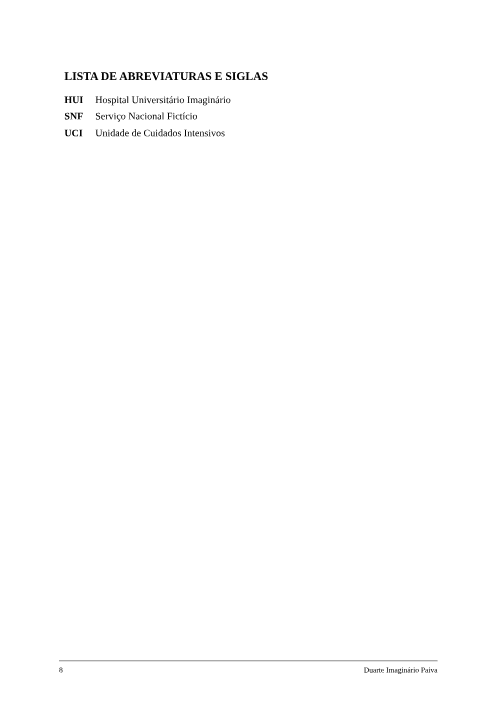 LISTA DE ABREVIATURAS E SIGLAS
HUI Hospital Universitário Imaginário
SNF Serviço Nacional Fictício
UCI Unidade de Cuidados Intensivos
8 Duarte Imaginário Paiva